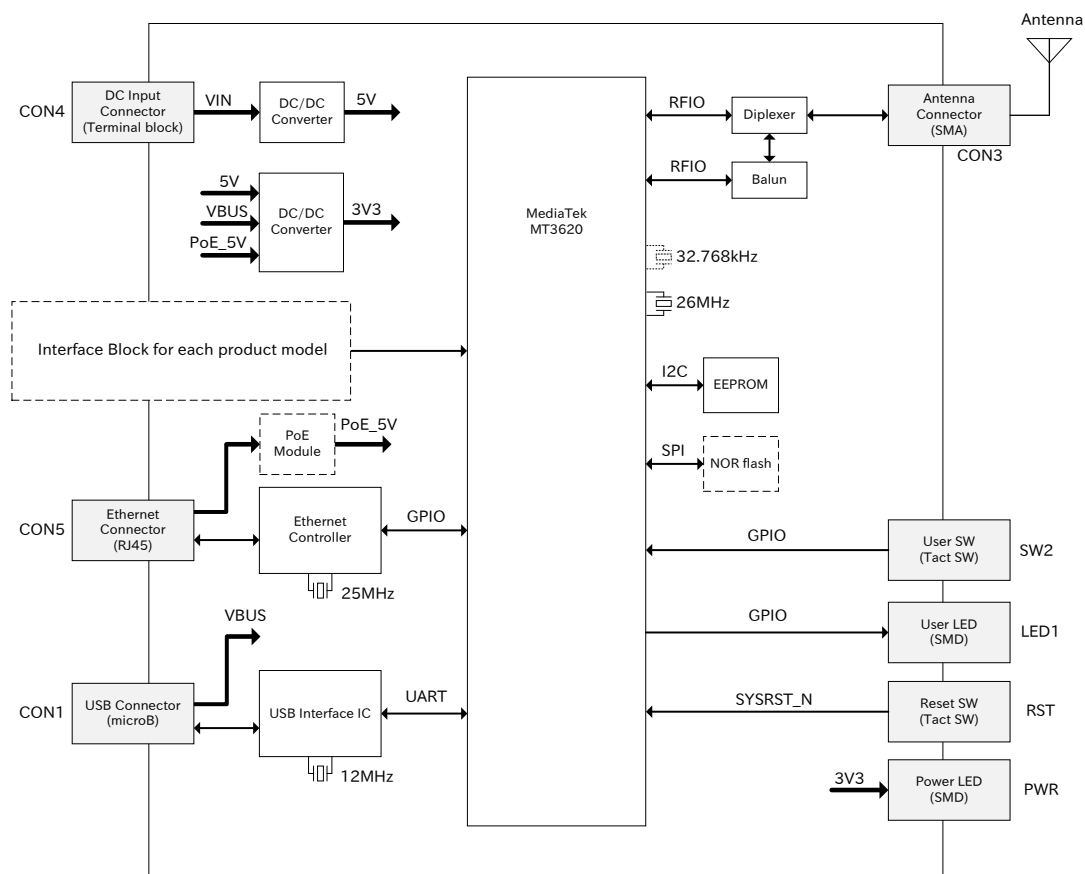 Antenna
CON4
DC Input
Connector
(Terminal block)
VIN
DC/DC
Converter
5V
5V
VBUS
PoE_5V
DC/DC
Converter
3V3
Interface Block for each product model
PoE
Module
PoE_5V
CON5
Ethernet
Connector
(RJ45)
Ethernet
Controller
GPIO
25MHz
VBUS
CON1
USB Connector
(microB)
USB Interface IC
UART
12MHz
MediaTek
MT3620
RFIO
Diplexer
Antenna
Connector
(SMA)
CON3
RFIO
Balun
32.768kHz
26MHz
I2C
EEPROM
SPI
NOR flash
GPIO
User SW
(Tact SW)
SW2
GPIO
User LED
(SMD)
LED1
SYSRST_N
Reset SW
(Tact SW)
RST
3V3
Power LED
(SMD)
PWR